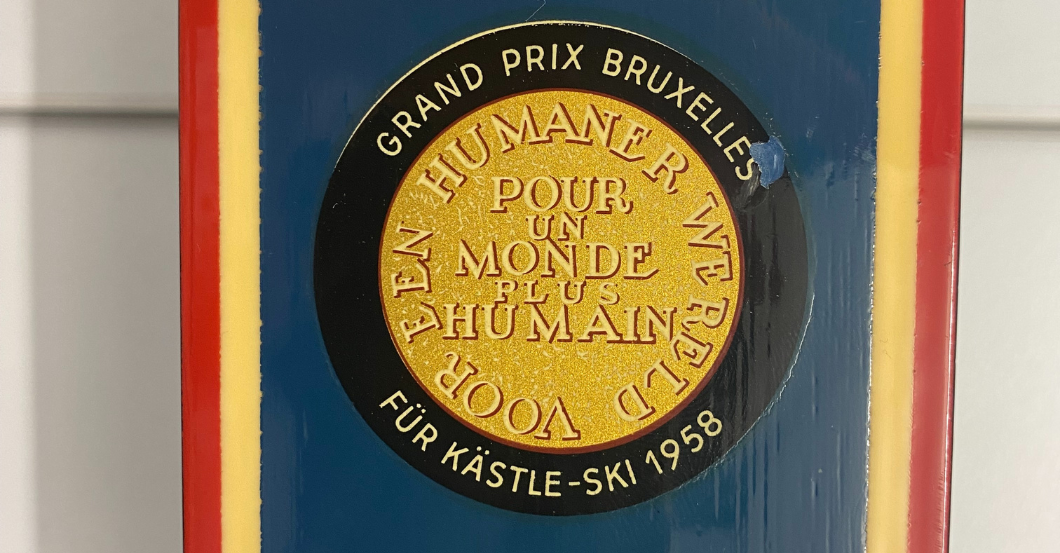 GRAND PRIX BRUXELLES
VOOR EEN HUMANER WERELD
POUR
UN
MONDE
PLUS
HUMAIN
FÜR KÄSTLE-SKI 1958